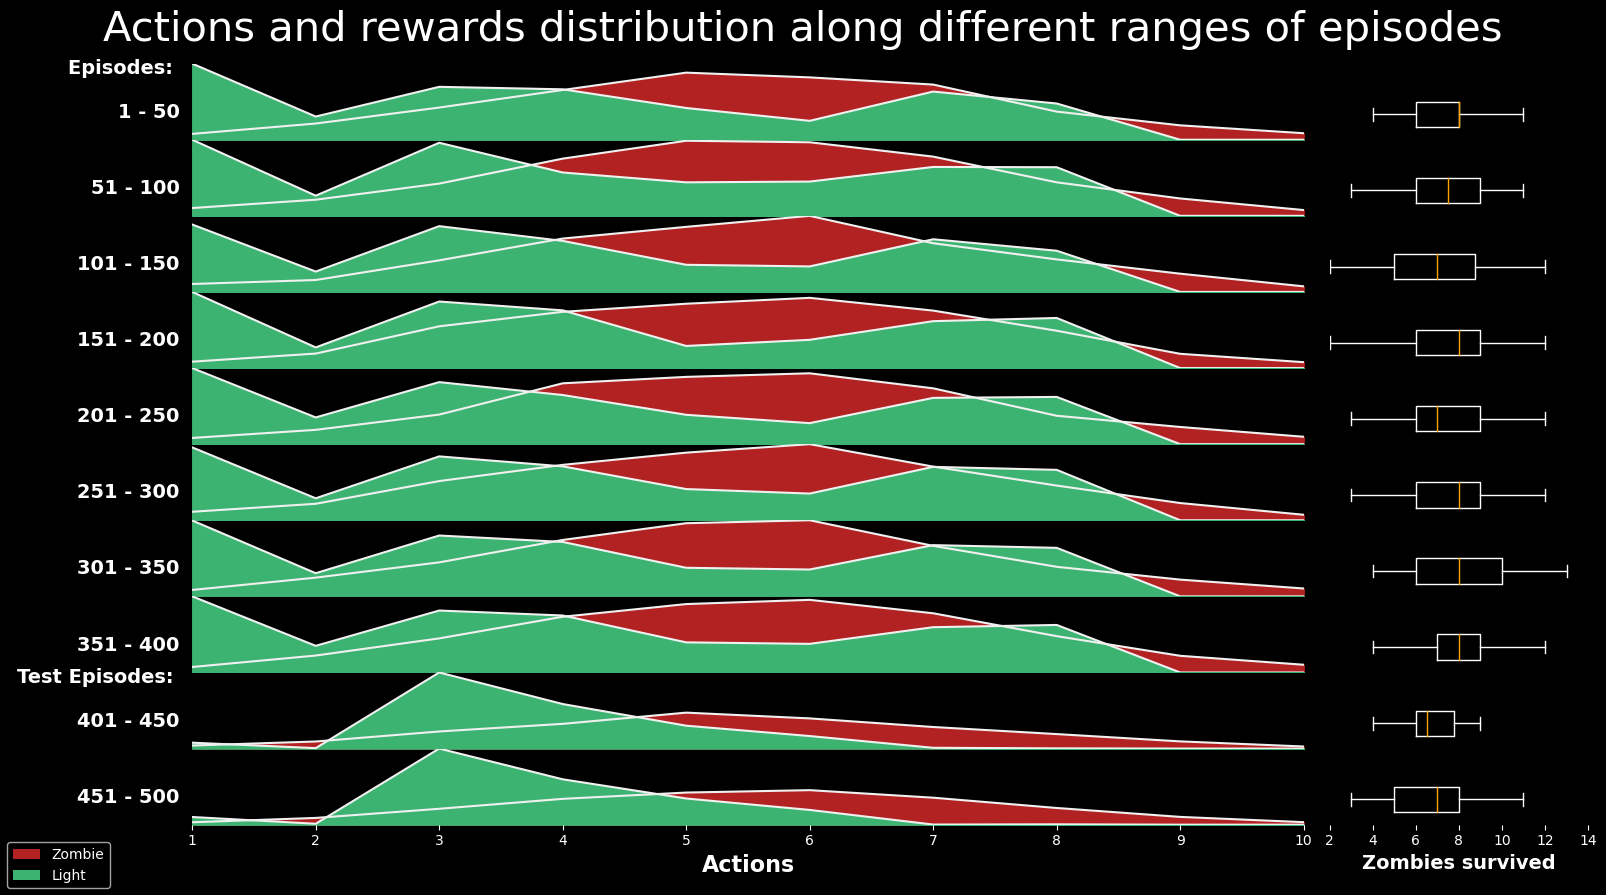 Actions and rewards distribution along different ranges of episodes
Episodes:
1 - 50
51 - 100
101 - 150
151 - 200
201 - 250
251 - 300
301 - 350
351 - 400
Test Episodes:
401 - 450
451 - 500
1 2 3 4 5 6 7 8 9 10
2 4 6 8 10 12 14
Actions
Zombies survived
Zombie
Light